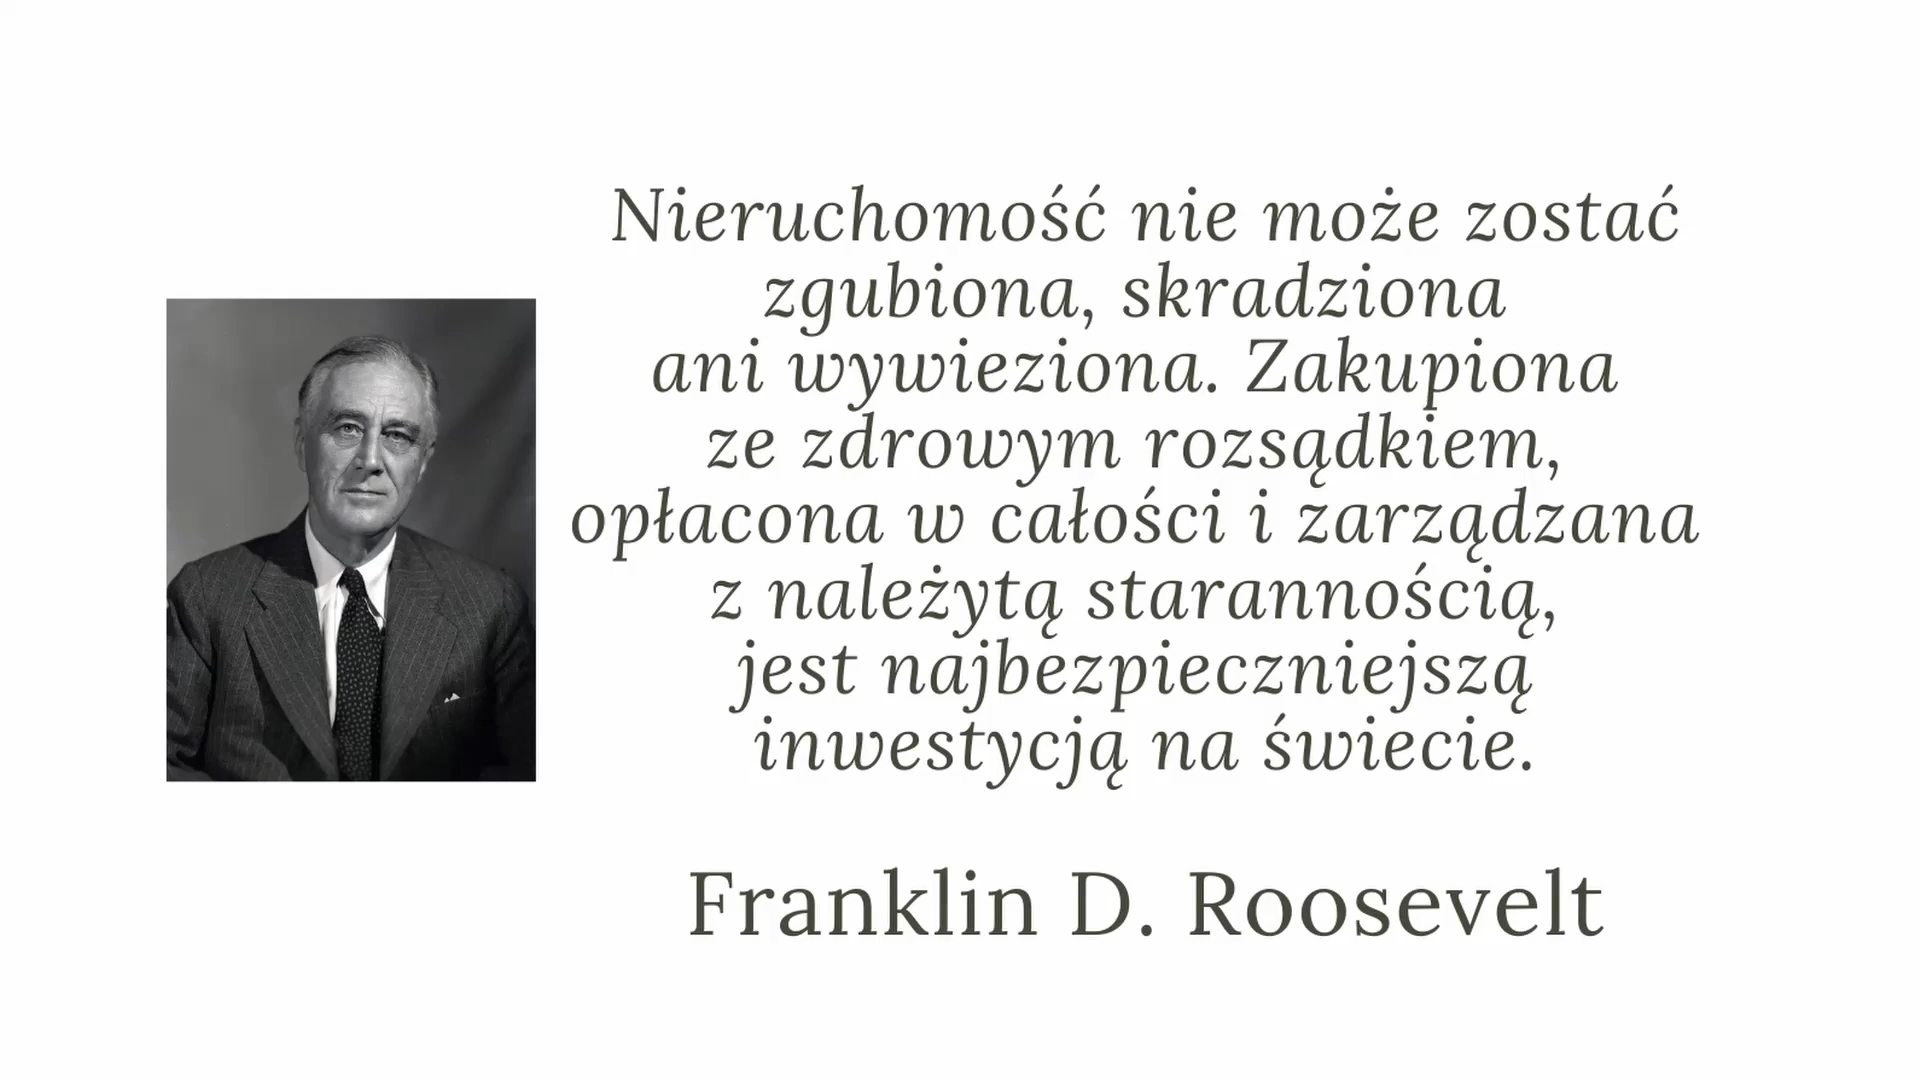 Nieruchomość nie może zostać
zgubiona, skradziona
ani wywieziona. Zakupiona
ze zdrowym rozsądkiem,
opłacona w całości i zarządzana
z należytą starannością,
jest najbezpieczniejszą
inwestycją na świecie.
Franklin D. Roosevelt